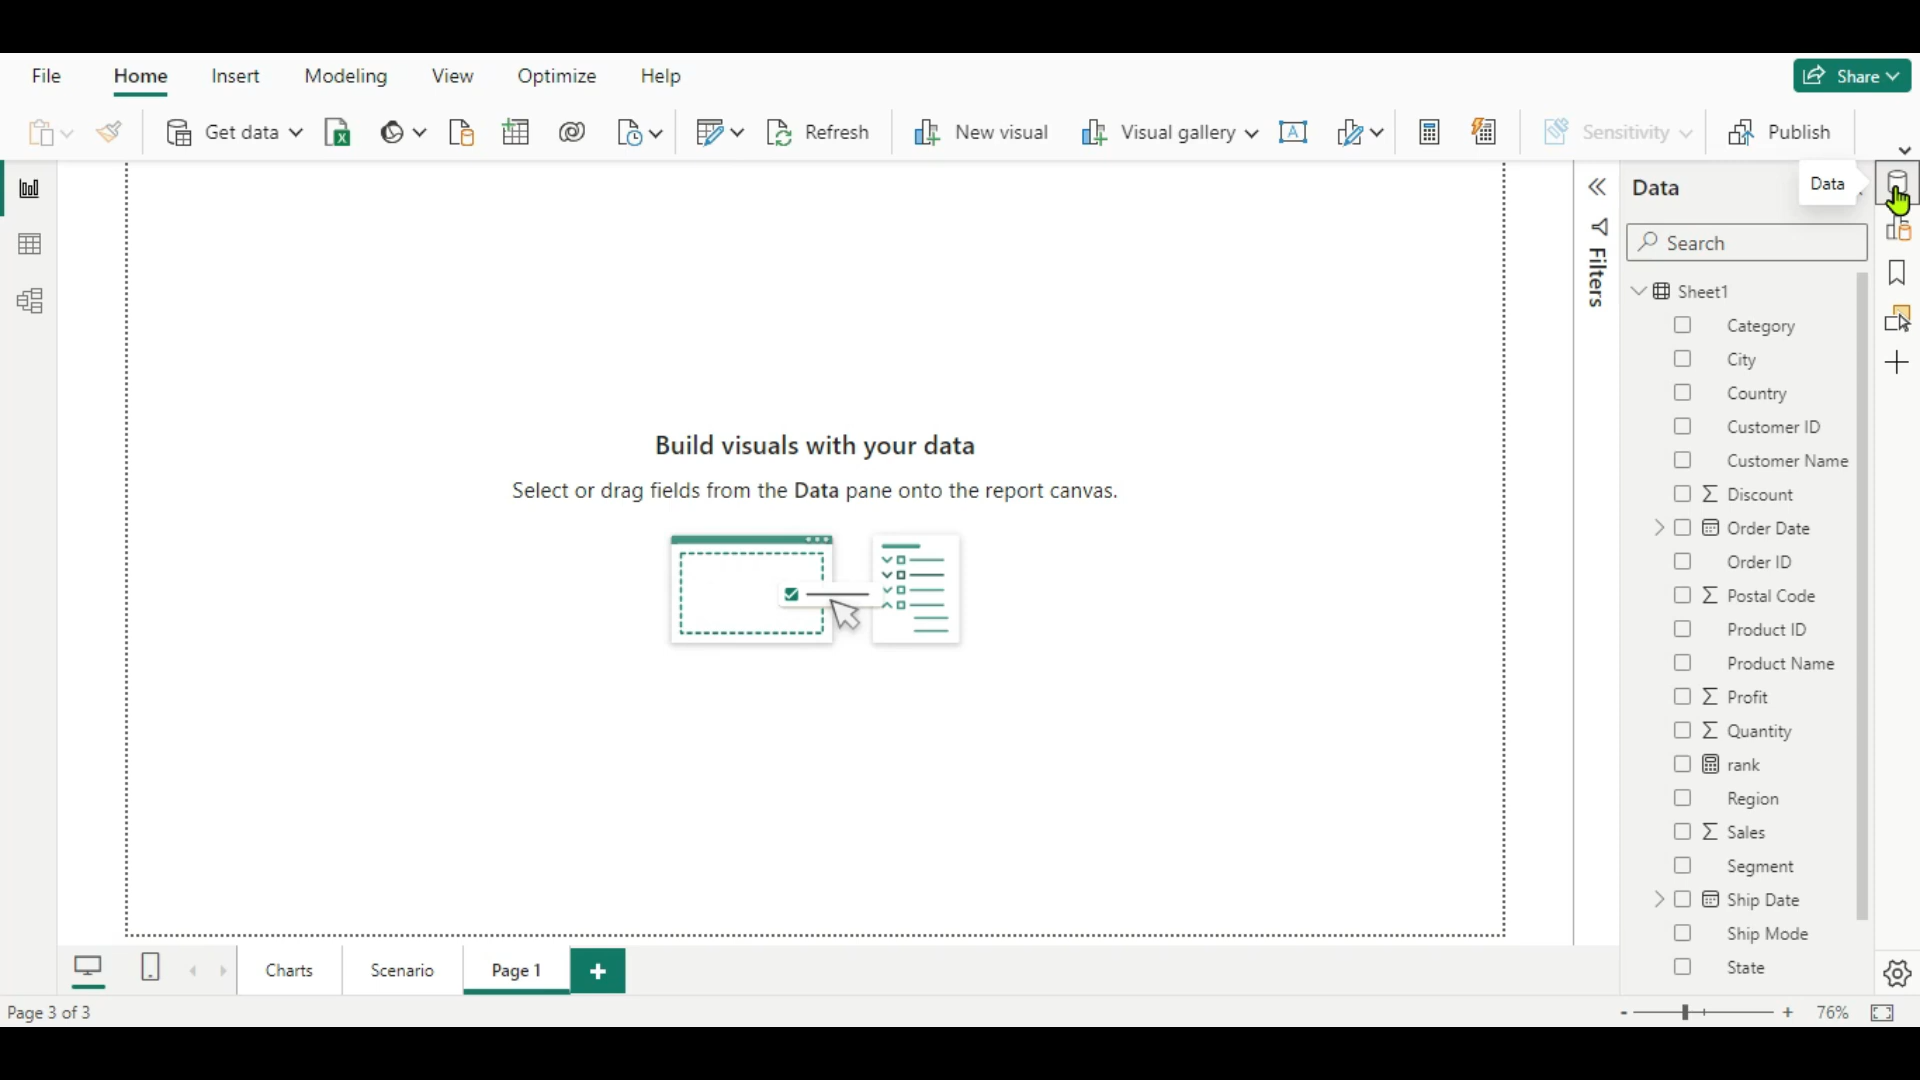 File Home Insert Modeling View Optimize Help Share
Get data Refresh New visual Visual gallery Sensitivity Publish
Data Data
Search
Filters
Sheet1
Category
City
Country
Customer ID
Customer Name
Discount
Order Date
Order ID
Postal Code
Product ID
Product Name
Profit
Quantity
rank
Region
Sales
Segment
Ship Date
Ship Mode
State
Build visuals with your data
Select or drag fields from the Data pane onto the report canvas.
Charts Scenario Page 1
Page 3 of 3 - + 76%